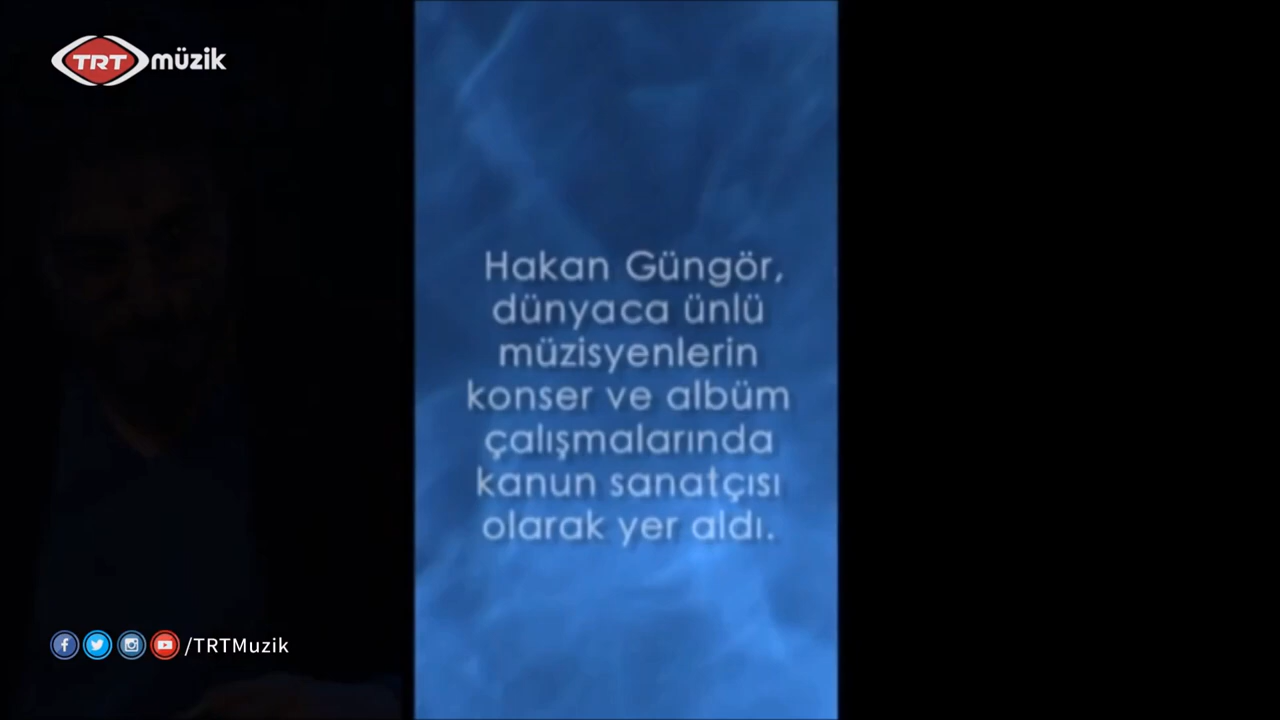 TRT müzik
Hakan Güngör,
dünyaca ünlü
müzisyenlerin
konser ve albüm
çalışmalarında
kanun sanatçısı
olarak yer aldı.
/TRTMuzik